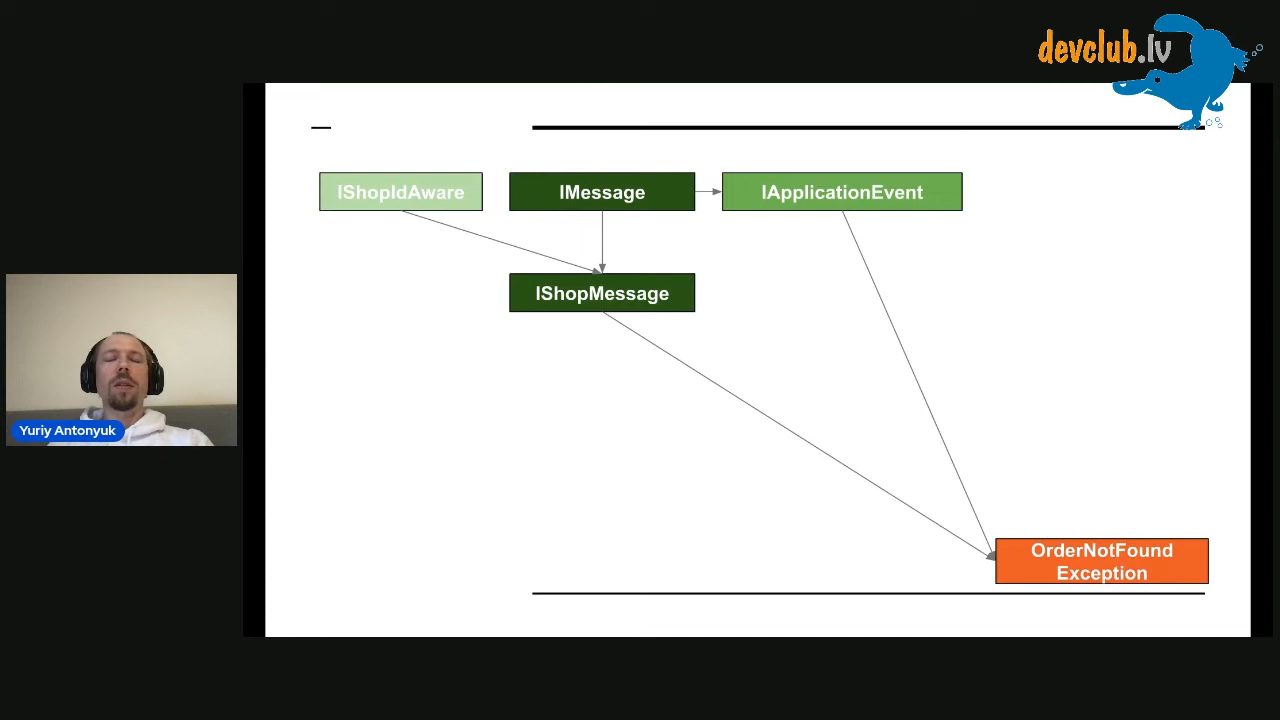 devclub.lv
IShopIdAware
IMessage
IApplicationEvent
IShopMessage
Yuriy Antonyuk
OrderNotFound
Exception